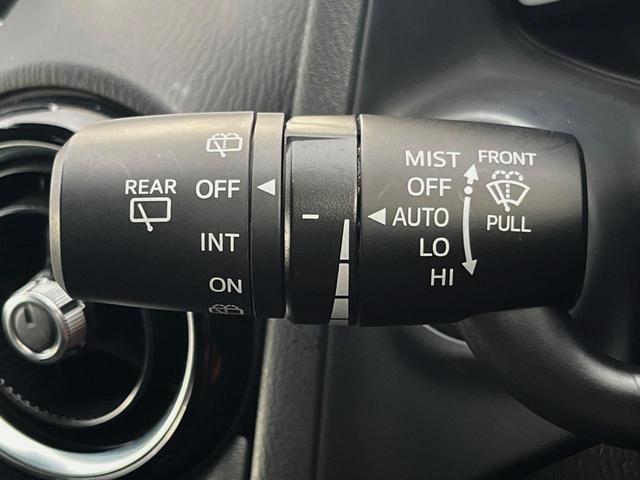 REAR
OFF
INT
ON
MIST
OFF
AUTO
LO
HI
FRONT
PULL